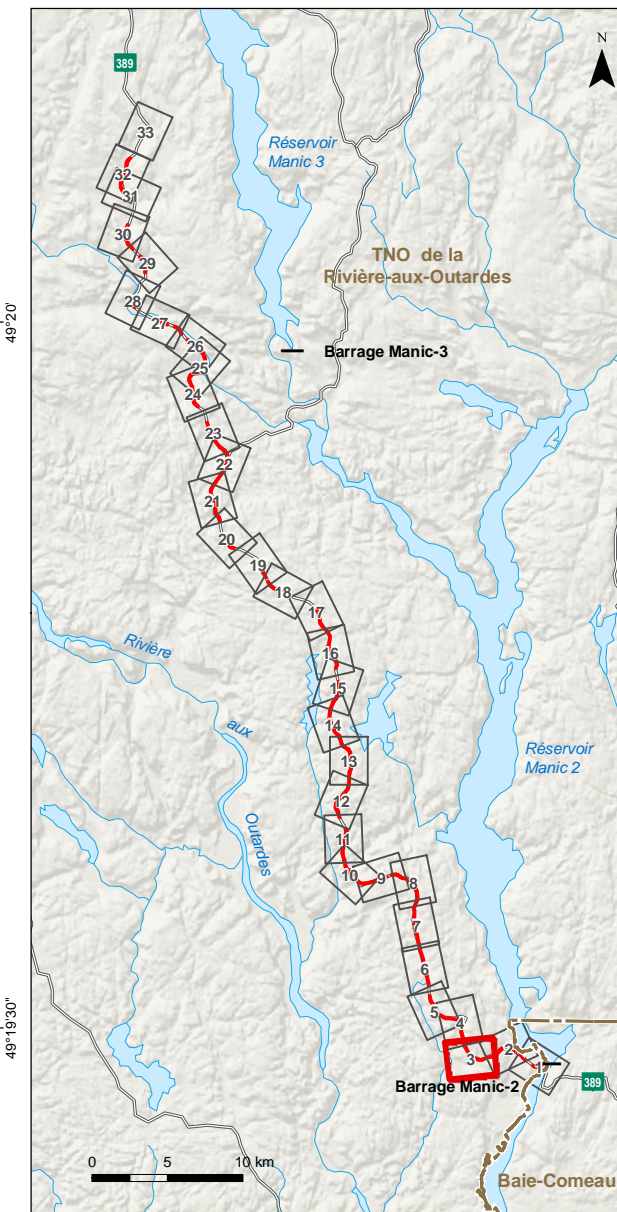 N
389
33
Réservoir
Manic 3
32
31
30
TNO de la
Rivière-aux-Outardes
29
28
49°20'
27
26
Barrage Manic-3
25
24
23
22
21
20
19
18
17
Rivière
16
15
aux
14
Réservoir
Manic 2
13
12
Outardes
11
10
9
8
7
6
5
4
49°19'30"
3
2
1
389
Barrage Manic-2
0 5 10 km
Baie-Comeau